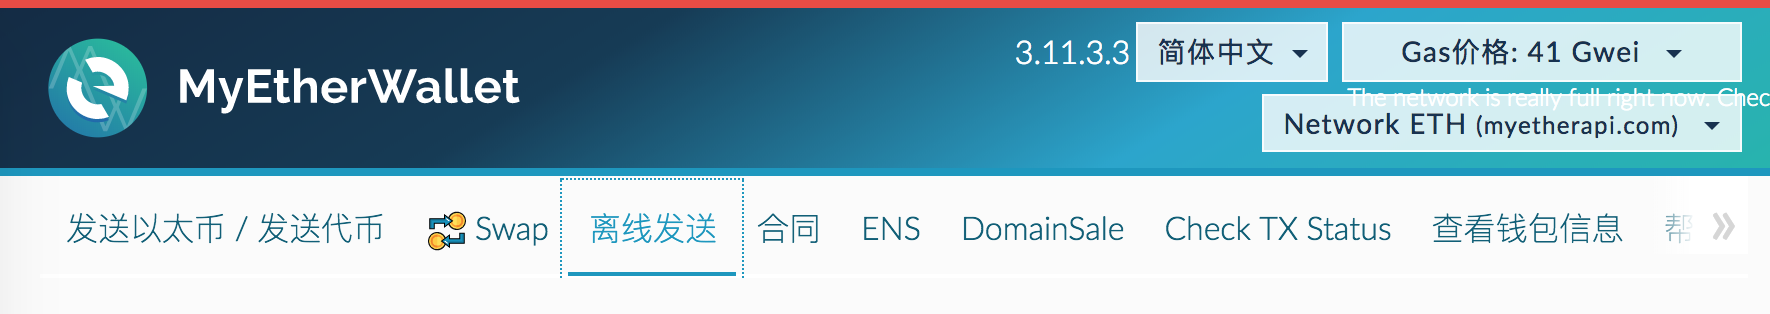 MyEtherWallet
3.11.3.3 简体中文 Gas价格: 41 Gwei
The network is really full right now. Chec
Network ETH (myetherapi.com)
发送以太币 / 发送代币 Swap 离线发送 合同 ENS DomainSale Check TX Status 查看钱包信息 帮 »